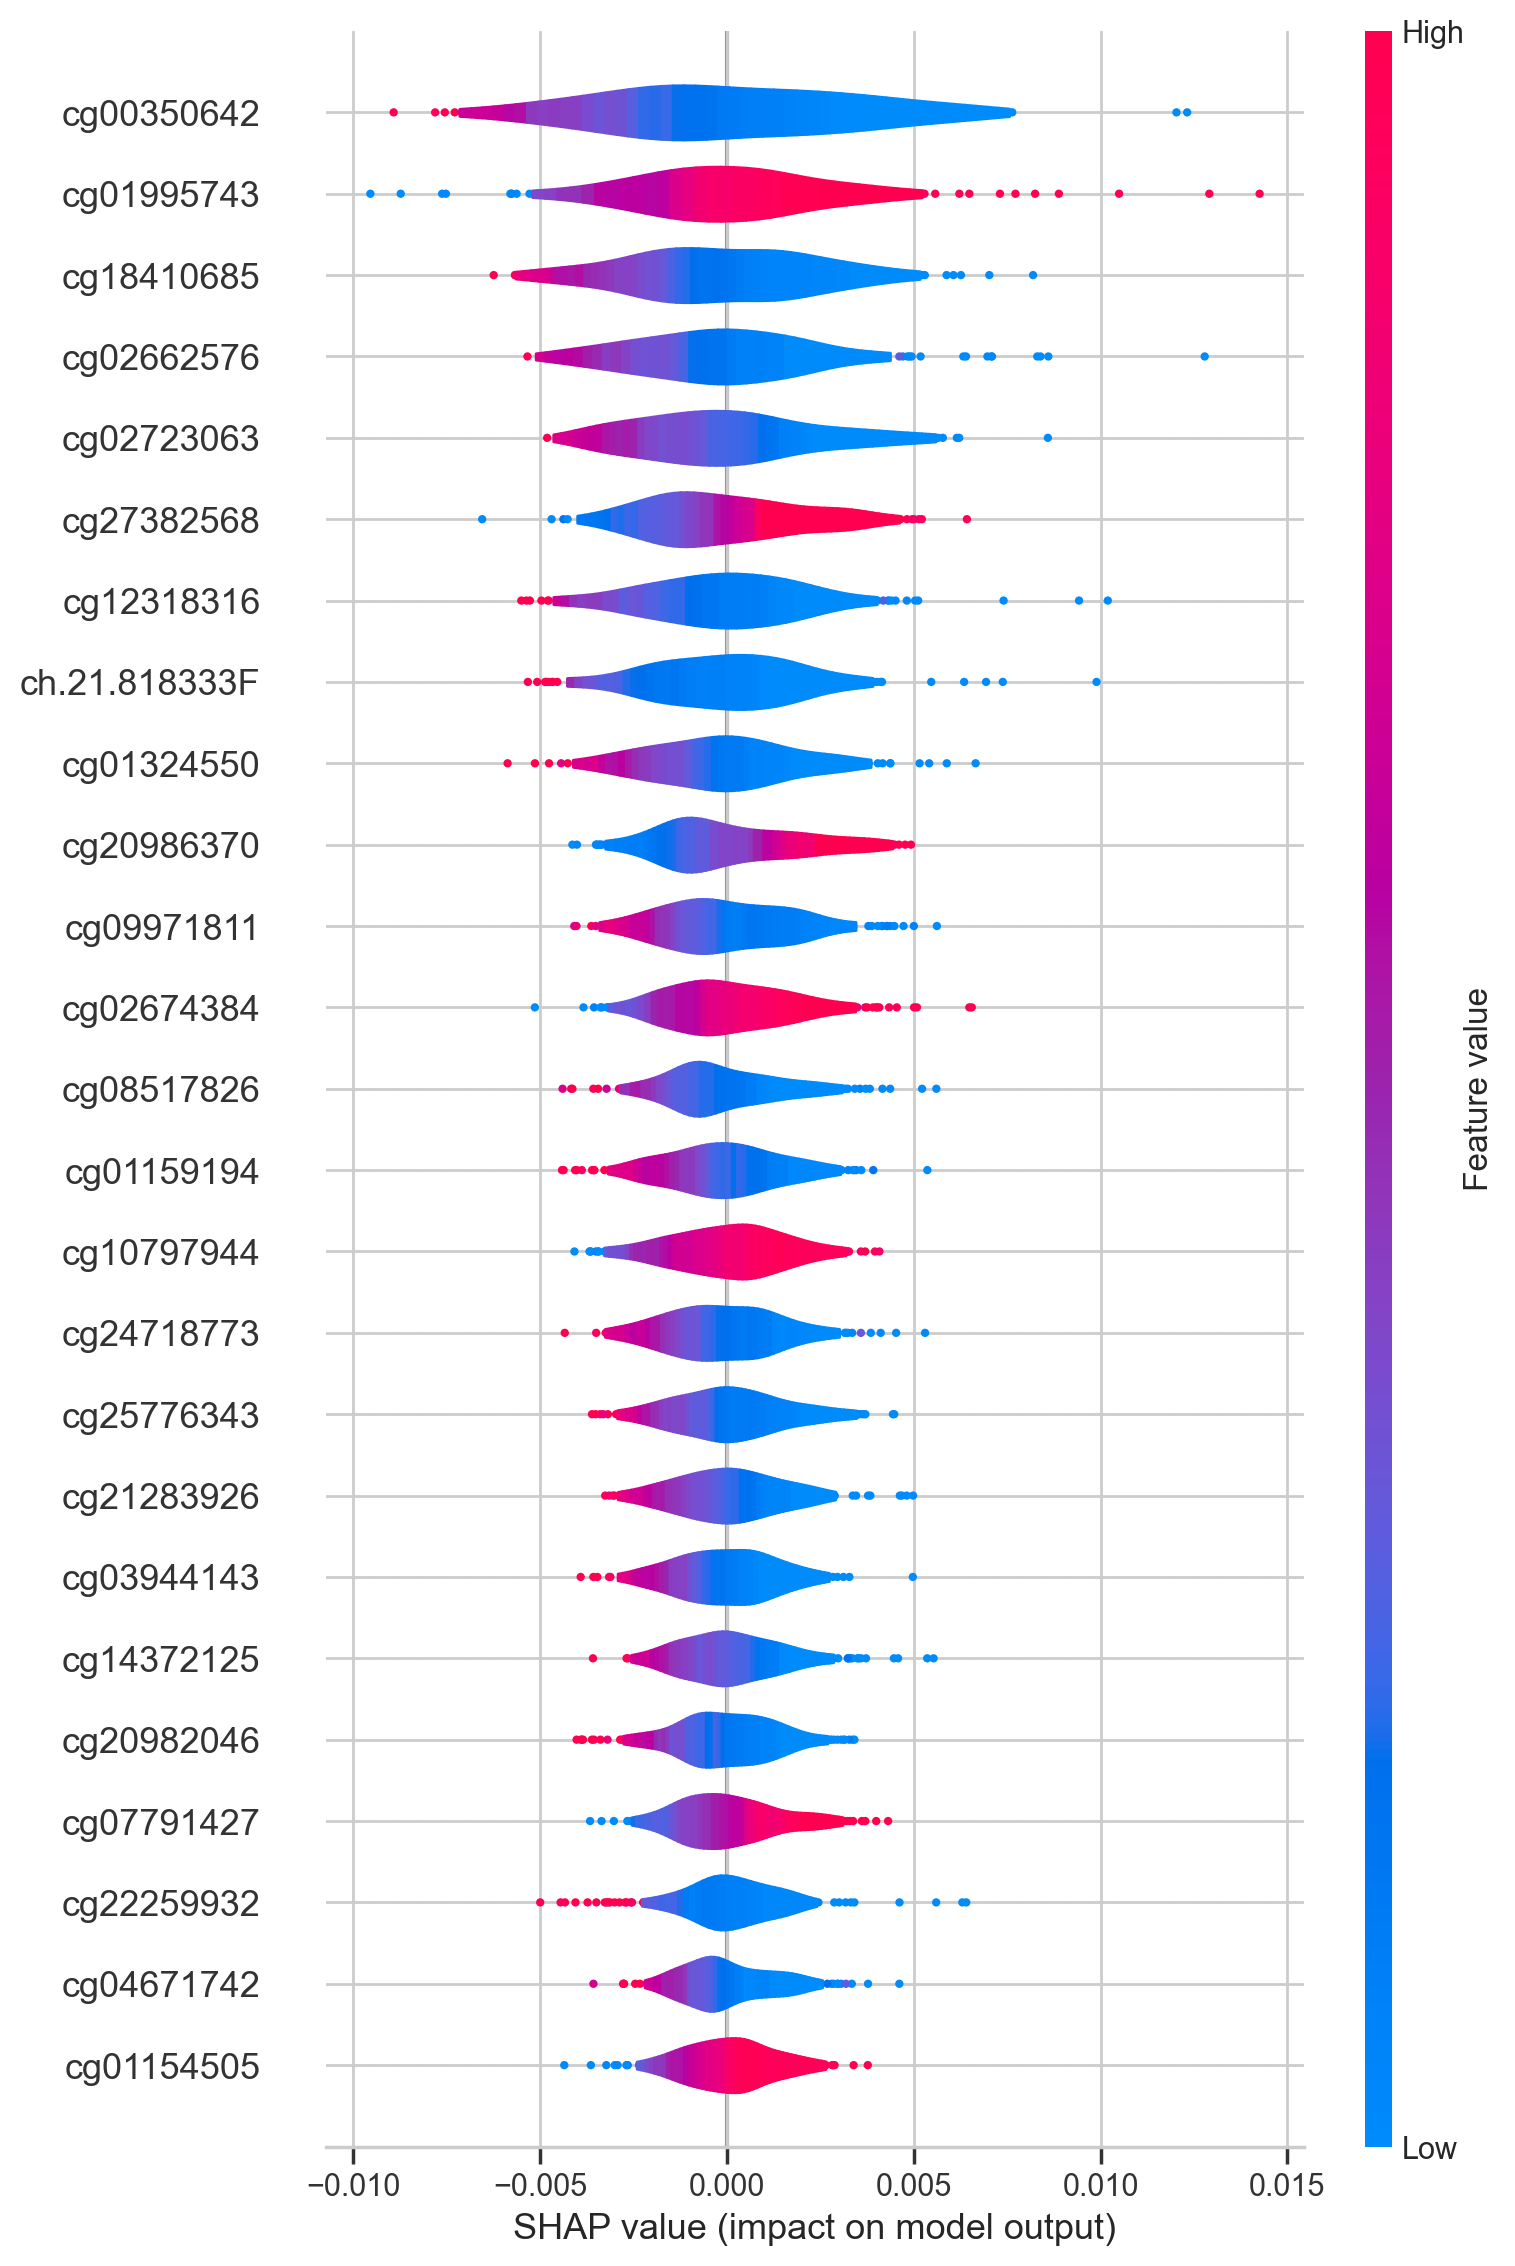 High
cg00350642
cg01995743
cg18410685
cg02662576
cg02723063
cg27382568
cg12318316
ch.21.818333F
cg01324550
cg20986370
cg09971811
cg02674384
cg08517826
cg01159194
cg10797944
cg24718773
cg25776343
cg21283926
cg03944143
cg14372125
cg20982046
cg07791427
cg22259932
cg04671742
cg01154505
Feature value
Low
−0.010 −0.005 0.000 0.005 0.010 0.015
SHAP value (impact on model output)